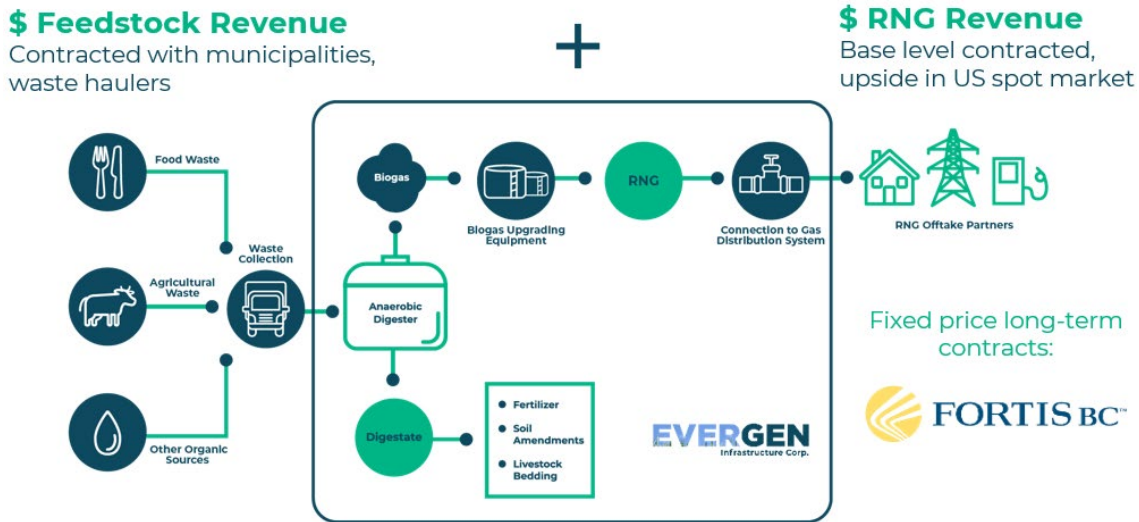 $ Feedstock Revenue
Contracted with municipalities,
waste haulers
+
$ RNG Revenue
Base level contracted,
upside in US spot market
Food Waste
Agricultural
Waste
Other Organic
Sources
Waste
Collection
Biogas
Biogas Upgrading
Equipment
RNG
Connection to Gas
Distribution System
RNG Offtake Partners
Anaerobic
Digester
Digestate
Fertilizer
Soil
Amendments
Livestock
Bedding
EVERGEN
Infrastructure Corp.
Fixed price long-term
contracts:
FORTIS BC™